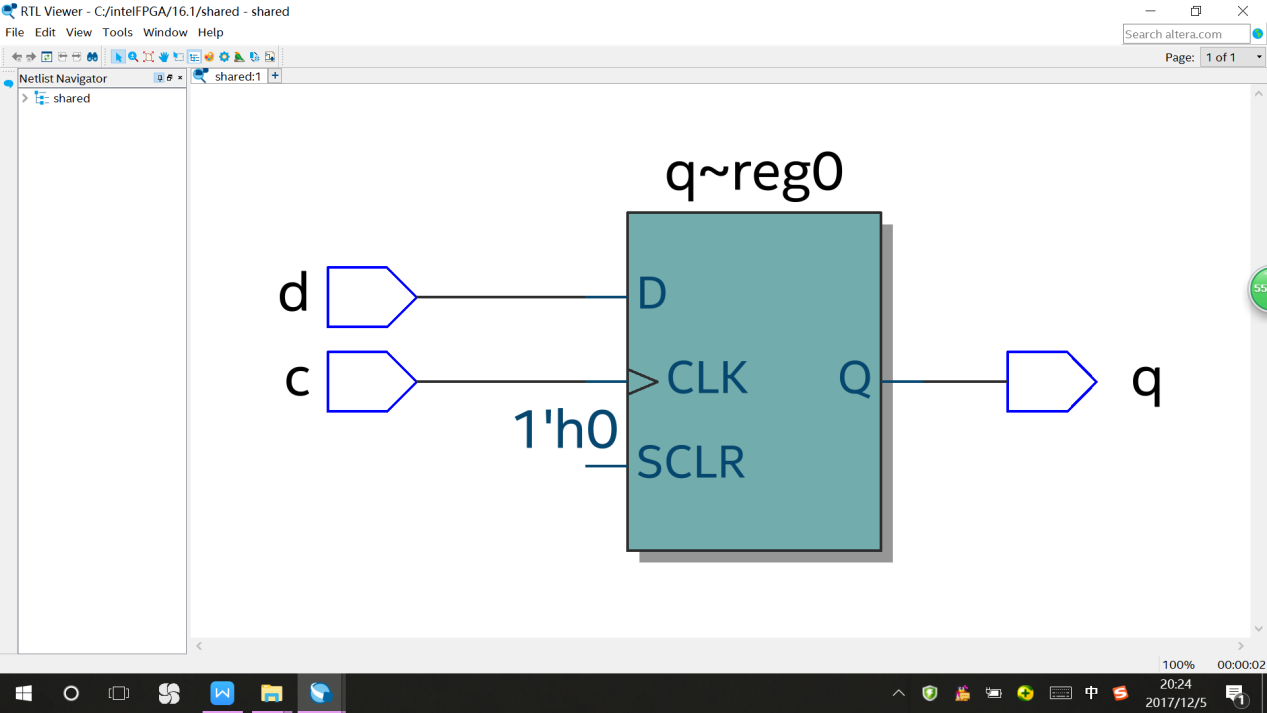 RTL Viewer - C:/intelFPGA/16.1/shared - shared
File Edit View Tools Window Help
Search altera.com
Page: 1 of 1
Netlist Navigator
shared:1
shared
q~reg0
d
D
c
CLK
Q
q
1'h0
SCLR
55
100% 00:00:02
中
20:24
2017/12/5
1